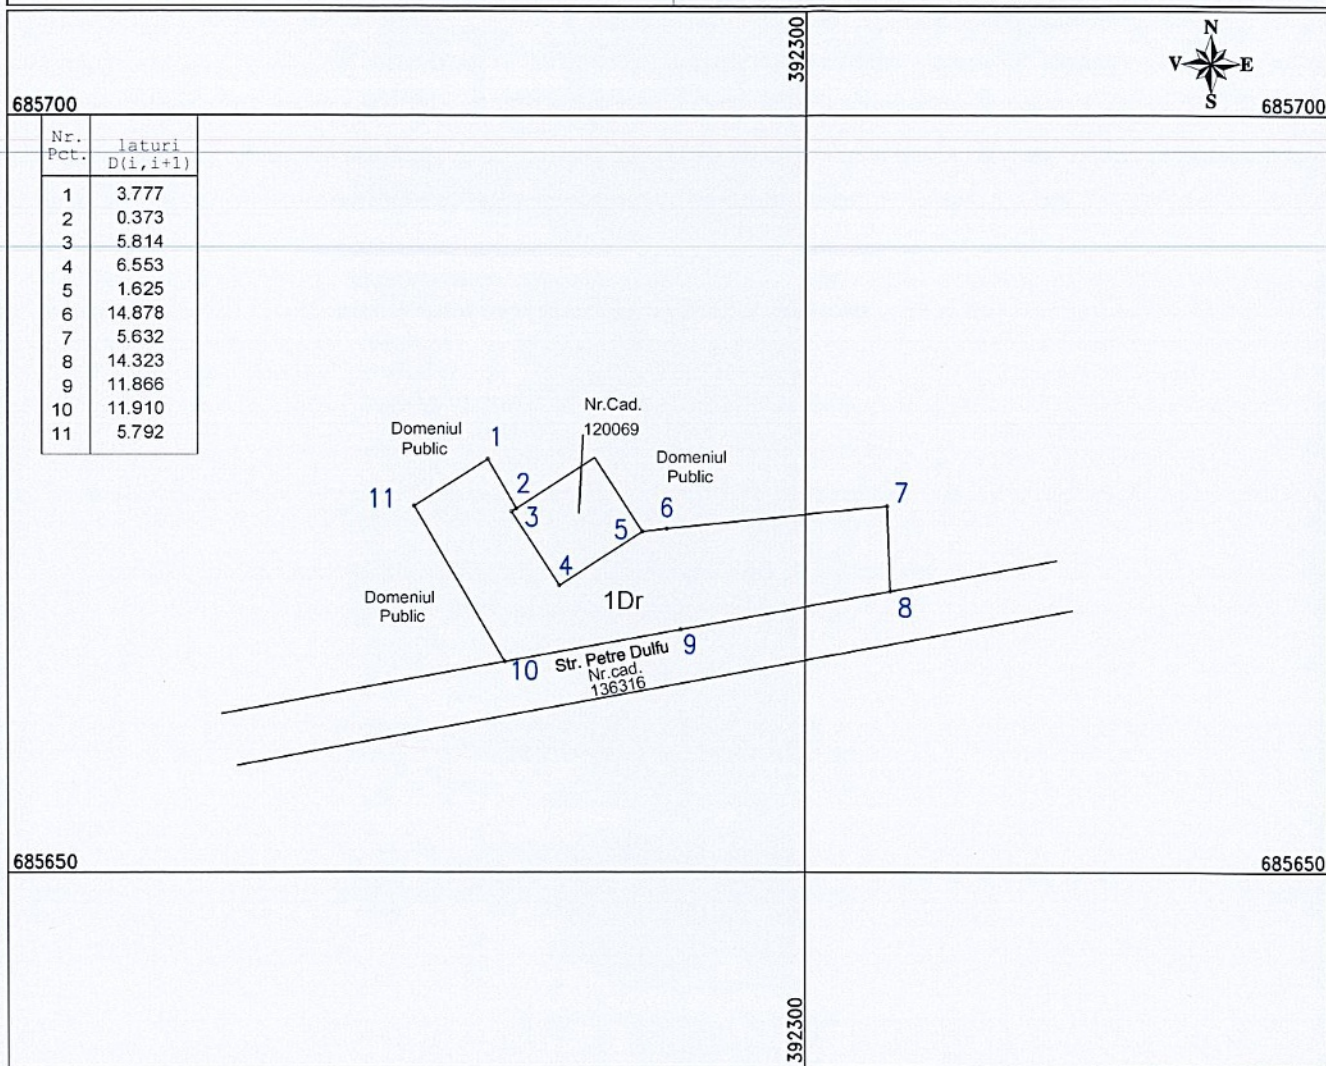 392300
N
V E
S
685700
685700
Nr. Pct.
laturi D(i,i+1)
1 3.777
2 0.373
3 5.814
4 6.553
5 1.625
6 14.878
7 5.632
8 14.323
9 11.866
10 11.910
11 5.792
Nr.Cad.
120069
Domeniul
Public
1
2
3
Domeniul
Public
11
6
5
7
4
1Dr
Domeniul
Public
8
9
10
Str. Petre Dulfu
Nr.cad.
136316
685650
685650
392300